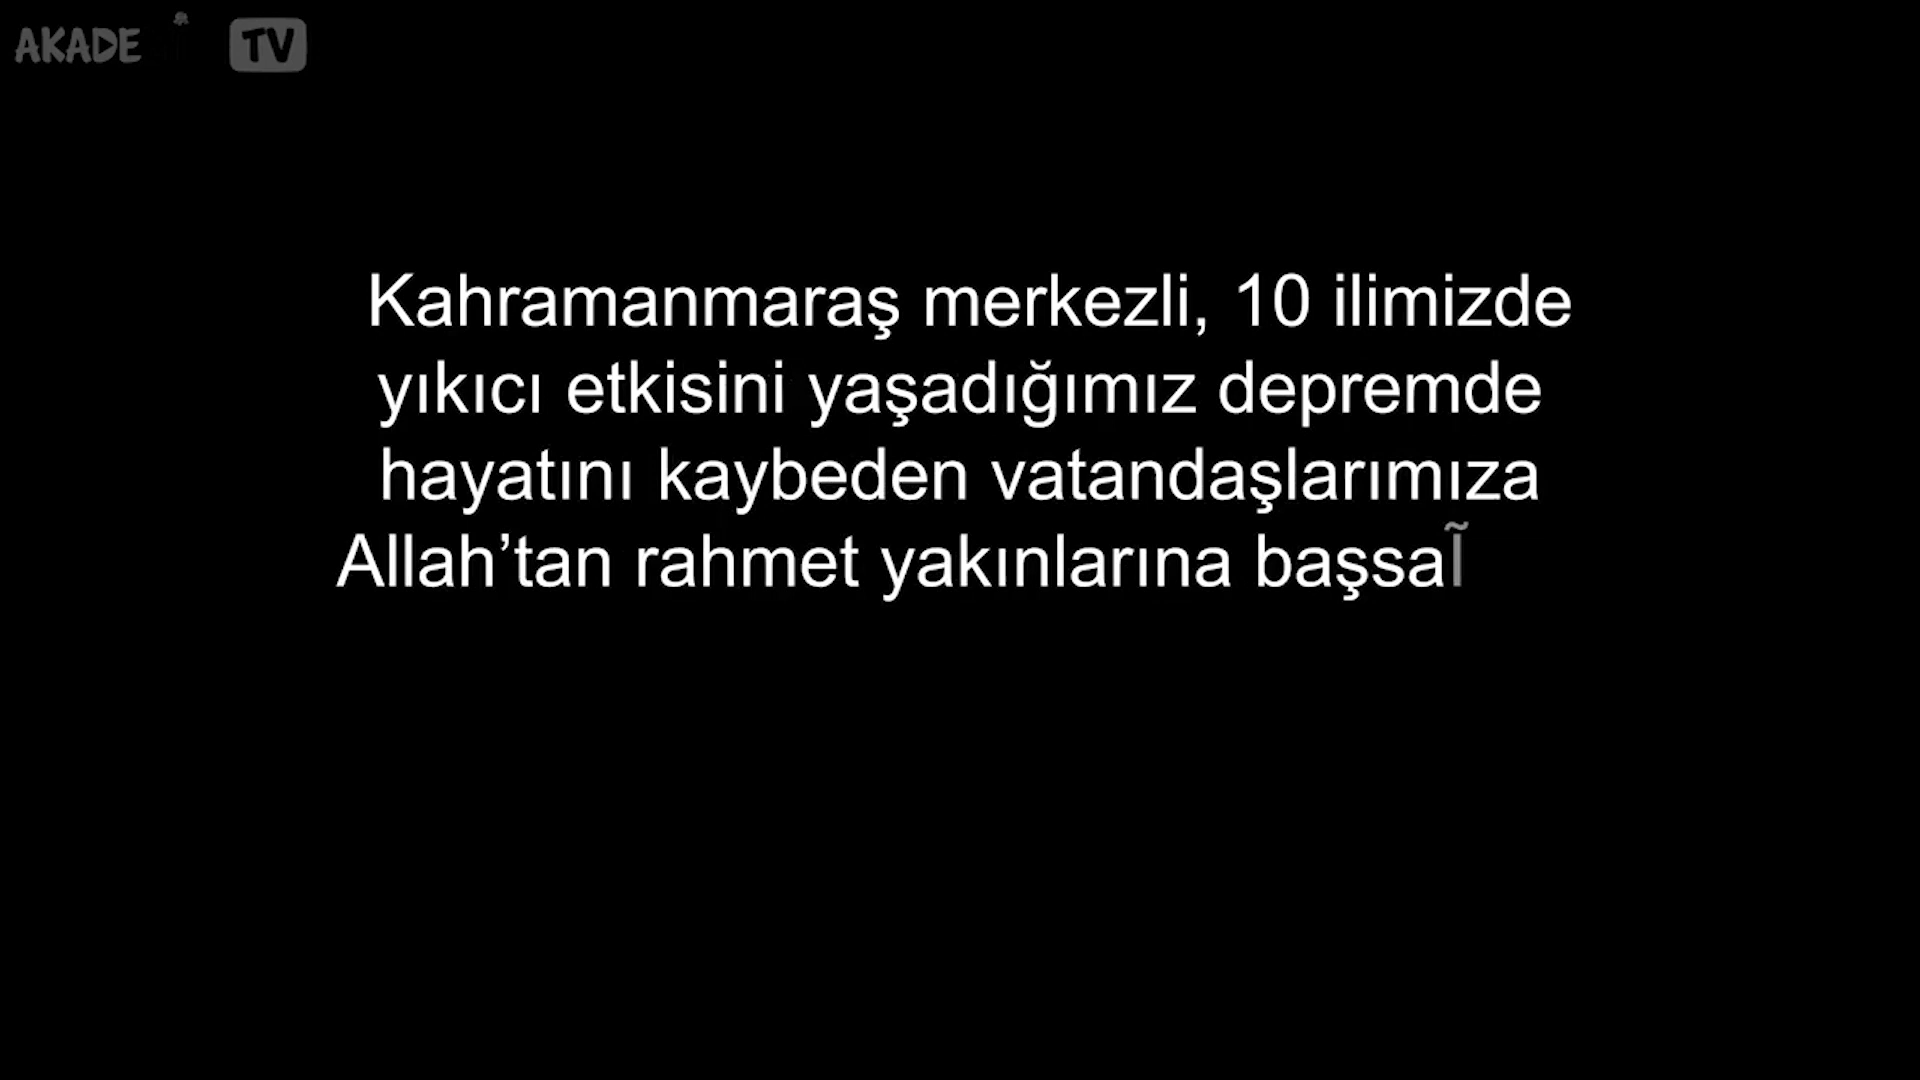 AKADE TV
Kahramanmaraş merkezli, 10 ilimizde
yıkıcı etkisini yaşadığımız depremde
hayatını kaybeden vatandaşlarımıza
Allah’tan rahmet yakınlarına başsa